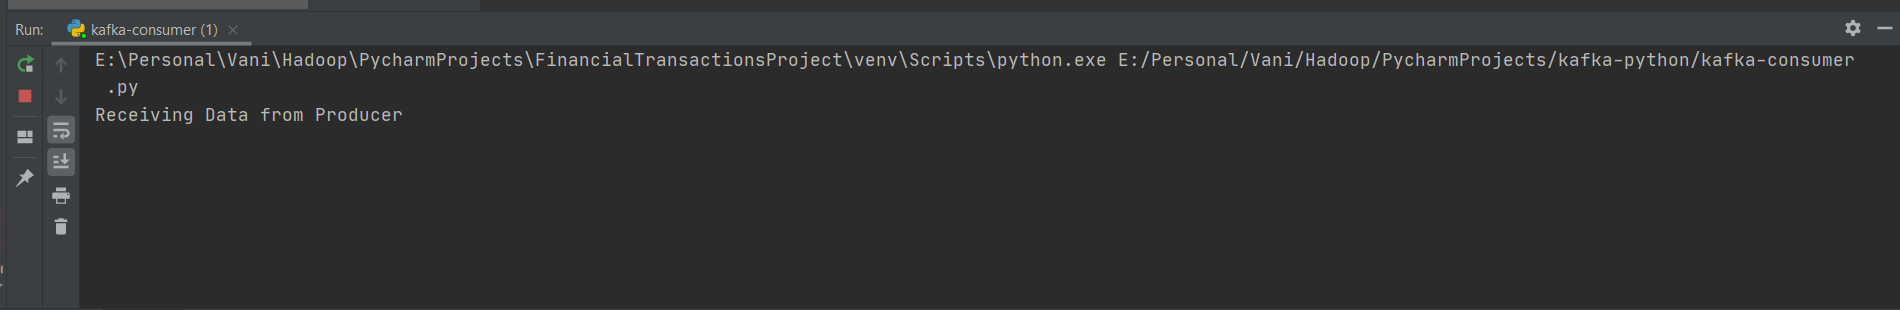 Run: kafka-consumer (1)
E:\Personal\Vani\Hadoop\PycharmProjects\FinancialTransactionsProject\venv\Scripts\python.exe E:/Personal/Vani/Hadoop/PycharmProjects/kafka-python/kafka-consumer
.py
Receiving Data from Producer